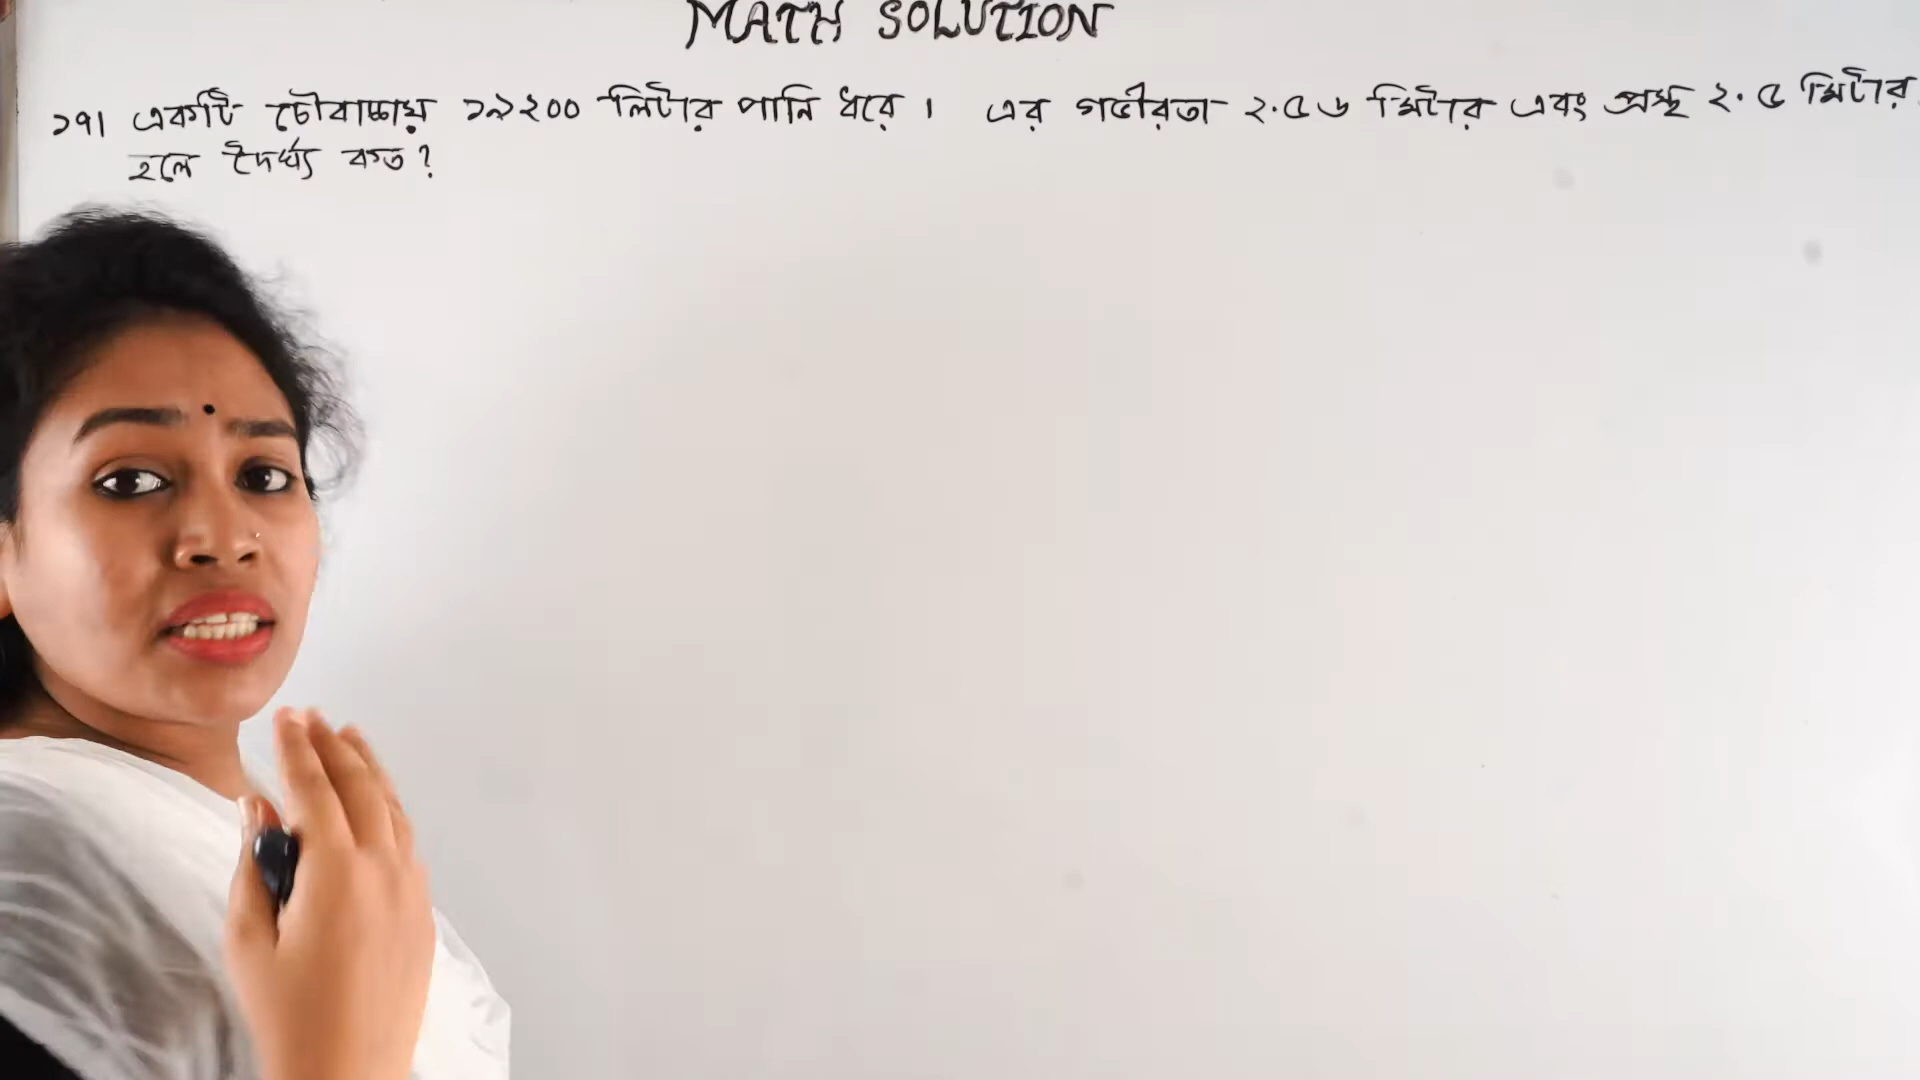 MATH SOLUTION
১৭। একটি চৌবাচ্চায় ১৯২০০ লিটার পানি ধরে। এর গভীরতা ২.৫৬ মিটার এবং প্রস্থ ২.৫ মিটার
হলে দৈর্ঘ্য কত?